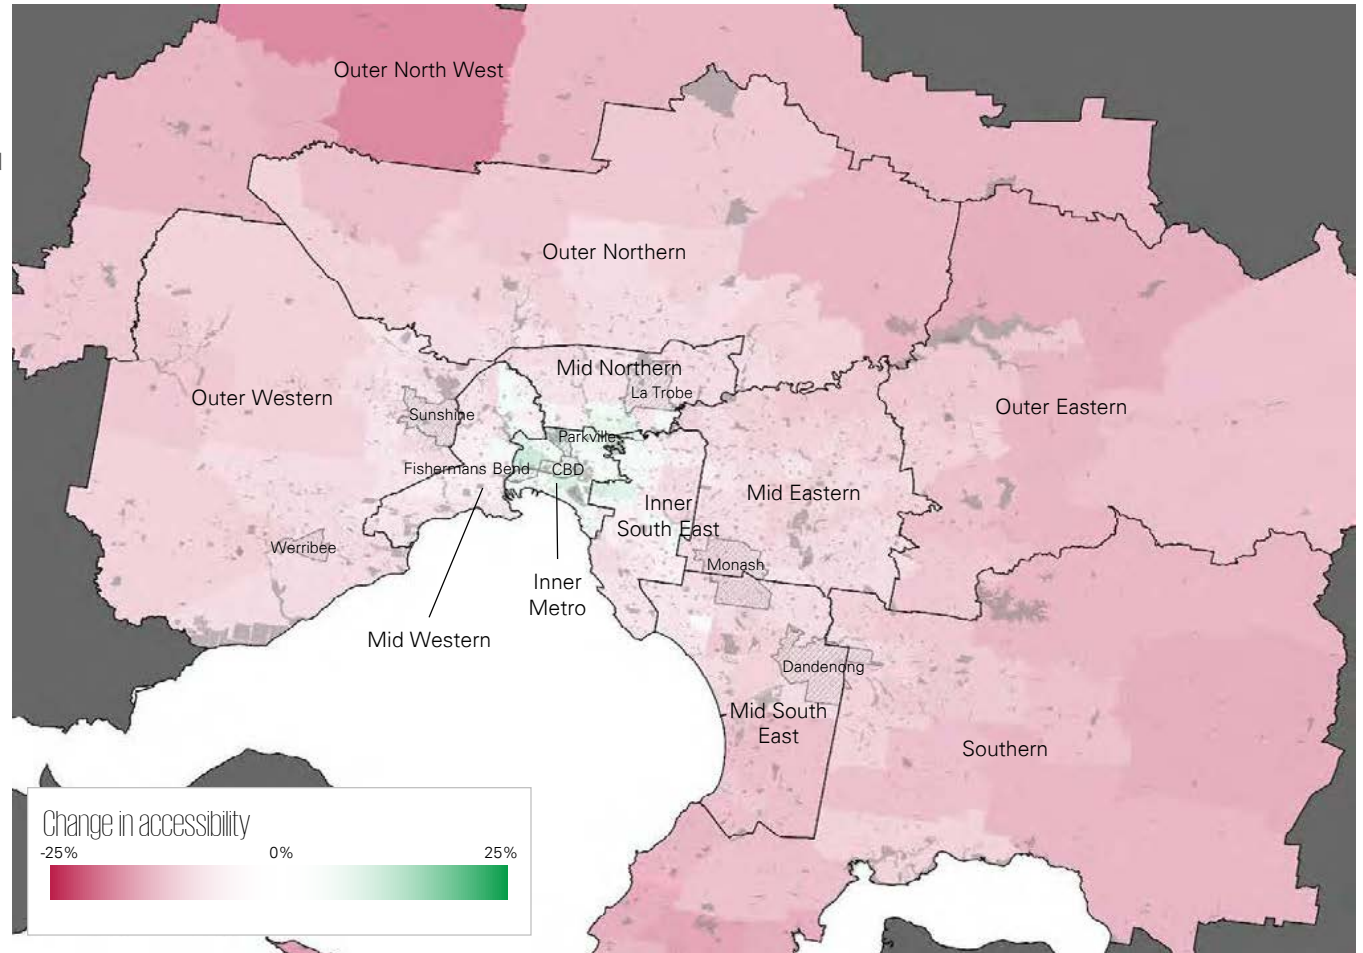 Outer North West
Outer Northern
Mid Northern
La Trobe
Outer Western
Sunshine
Parkville
Outer Eastern
Fishermans Bend
CBD
Mid Eastern
Inner
South East
Werribee
Monash
Inner
Metro
Mid Western
Dandenong
Mid South
East
Southern
Change in accessibility
-25%
0%
25%